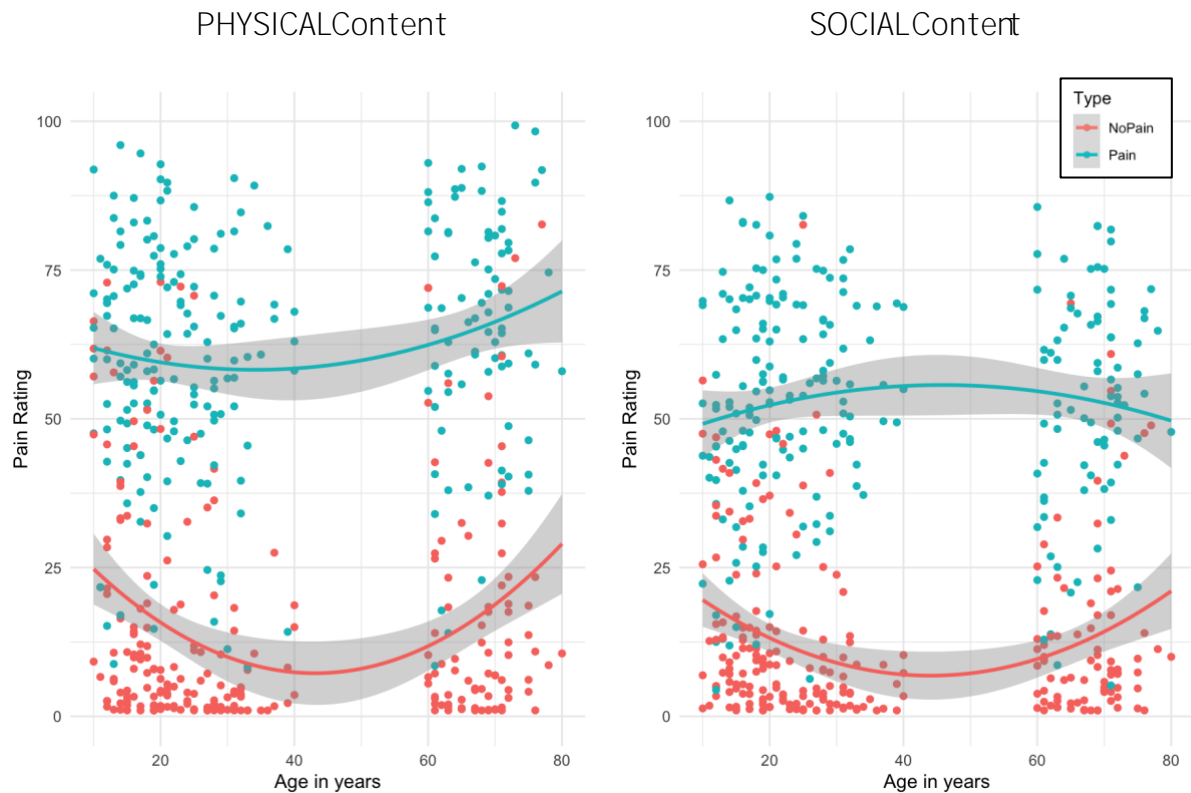 PHYSICALContent
SOCIALContent
Type
NoPain
Pain
100
75
50
25
0
Pain Rating
20
40
60
80
Age in years
100
75
50
25
0
Pain Rating
20
40
60
80
Age in years